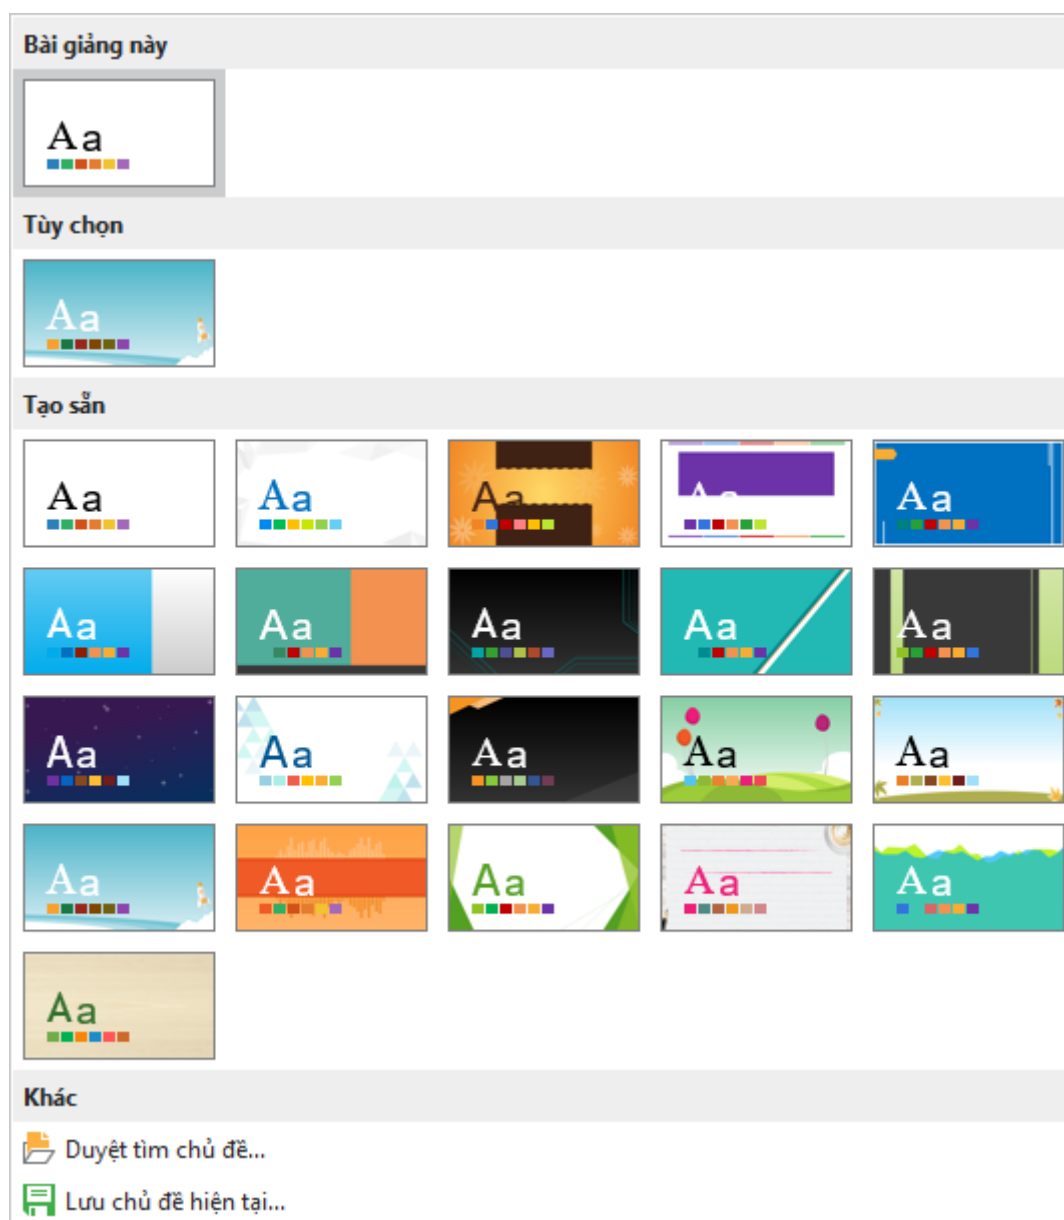 Bài giảng này
Aa
Tùy chọn
Aa
Tạo sẵn
Aa Aa Aa Aa Aa
Aa Aa Aa Aa Aa
Aa Aa Aa Aa Aa
Aa Aa Aa Aa Aa
Aa
Khác
Duyệt tìm chủ đề...
Lưu chủ đề hiện tại...